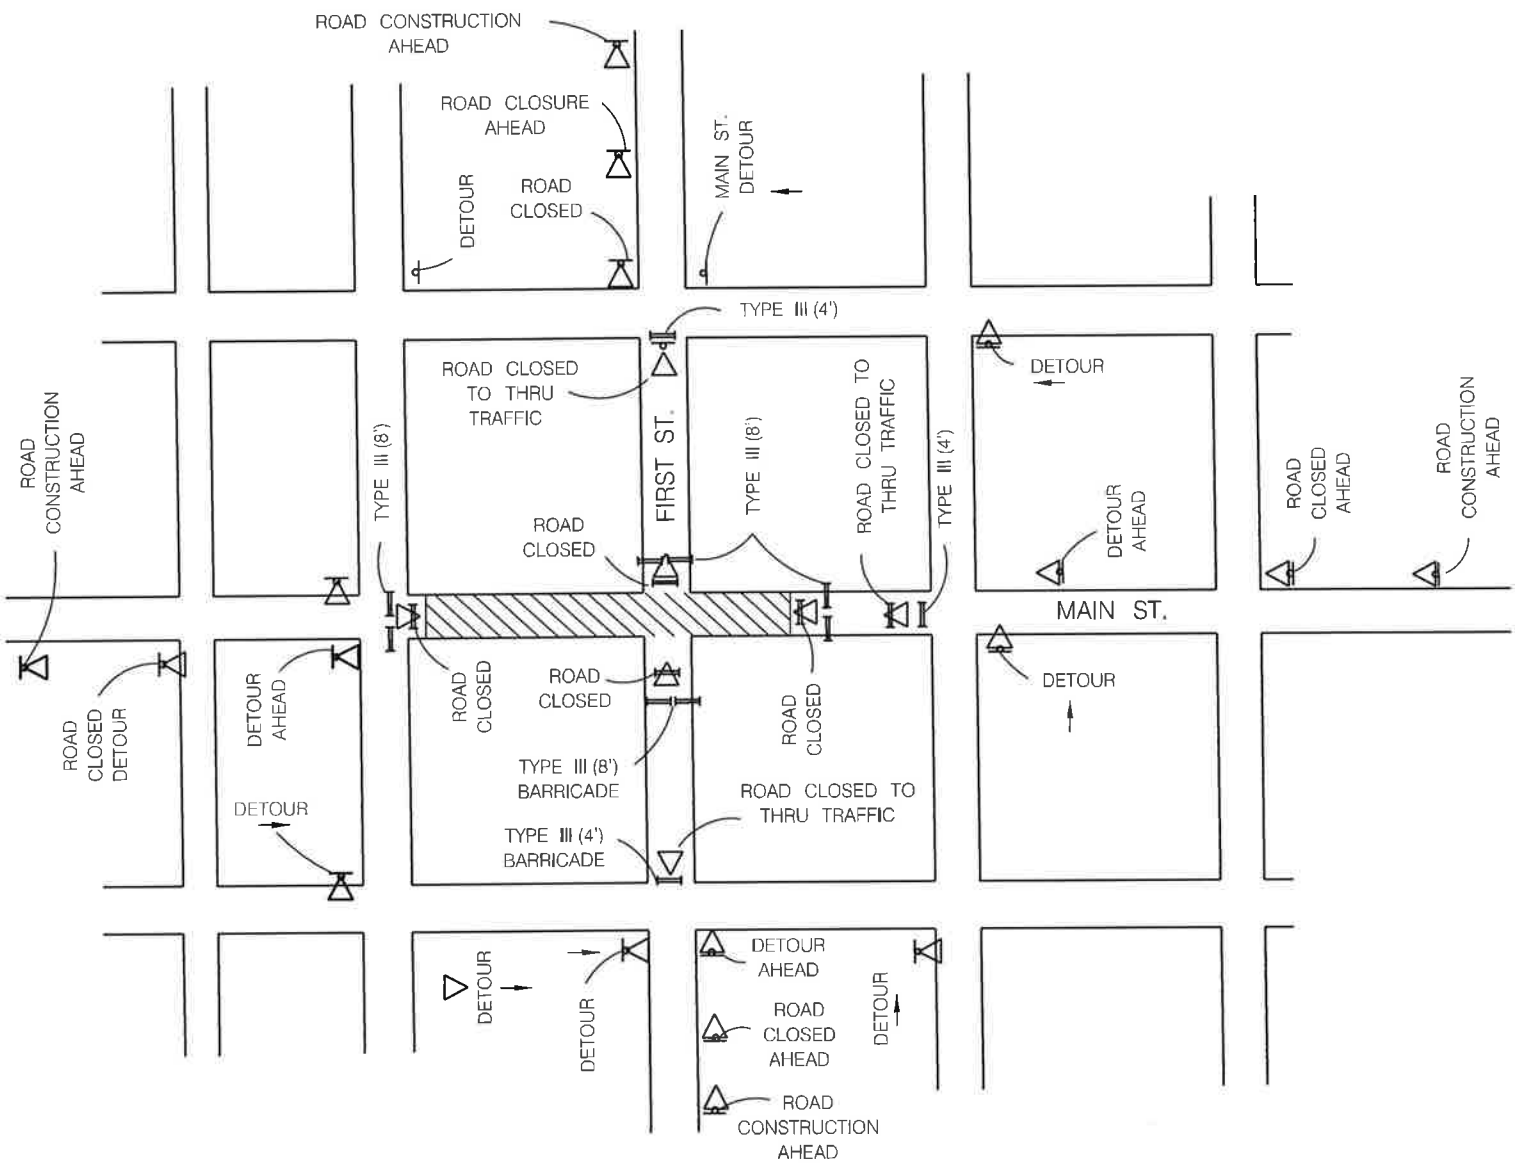 ROAD CONSTRUCTION
AHEAD
ROAD CLOSURE
AHEAD
ROAD
CLOSED
DETOUR
MAIN ST.
DETOUR
TYPE III (4')
ROAD CLOSED
TO THRU
TRAFFIC
DETOUR
ROAD
CONSTRUCTION
AHEAD
TYPE III (8')
FIRST ST.
TYPE III (8')
ROAD CLOSED TO
THRU TRAFFIC
TYPE III (4')
DETOUR
AHEAD
ROAD
CLOSED
AHEAD
ROAD
CONSTRUCTION
AHEAD
ROAD
CLOSED
MAIN ST.
ROAD
CLOSED
DETOUR
DETOUR
AHEAD
ROAD
CLOSED
ROAD
CLOSED
ROAD
CLOSED
DETOUR
TYPE III (8')
BARRICADE
ROAD CLOSED TO
THRU TRAFFIC
DETOUR
TYPE III (4')
BARRICADE
DETOUR
DETOUR
DETOUR
AHEAD
ROAD
CLOSED
AHEAD
DETOUR
ROAD
CONSTRUCTION
AHEAD